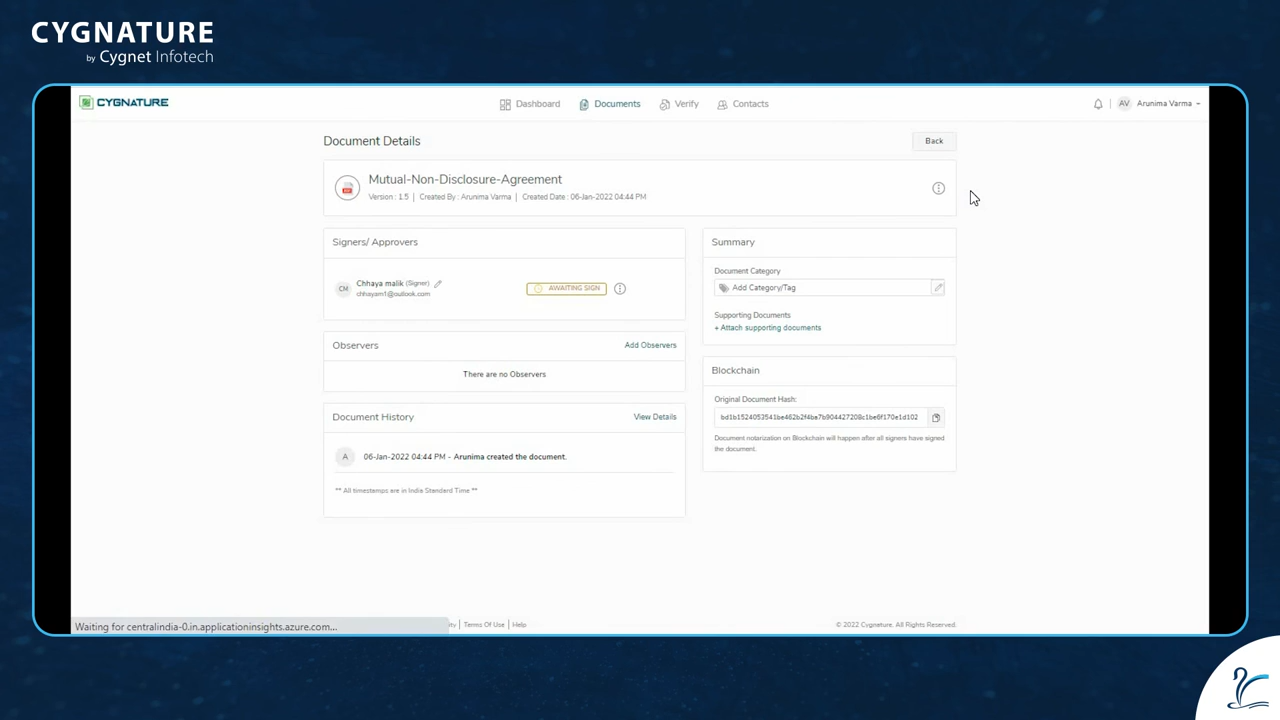 CYGNATURE
by Cygnet Infotech
CYGNATURE
Dashboard
Documents
Verify
Contacts
AV
Arunima Varma
Document Details
Back
Mutual-Non-Disclosure-Agreement
Version : 1.5 | Created By : Arunima Varma | Created Date : 06-Jan-2022 04:44 PM
Signers/ Approvers
CM
Chhaya malik (Signer)
chhayam1@outlook.com
AWAITING SIGN
Observers
Add Observers
There are no Observers
Document History
View Details
A
06-Jan-2022 04:44 PM - Arunima created the document.
** All timestamps are in India Standard Time **
Summary
Document Category
Add Category/Tag
Supporting Documents
+ Attach supporting documents
Blockchain
Original Document Hash:
bd1b1524053541be462b2f4ba7b904427208c1be6f170e1d102
Document notarization on Blockchain will happen after all signers have signed
the document.
Waiting for centralindia-0.in.applicationinsights.azure.com...
| Terms Of Use | Help
© 2022 Cygnature. All Rights Reserved.